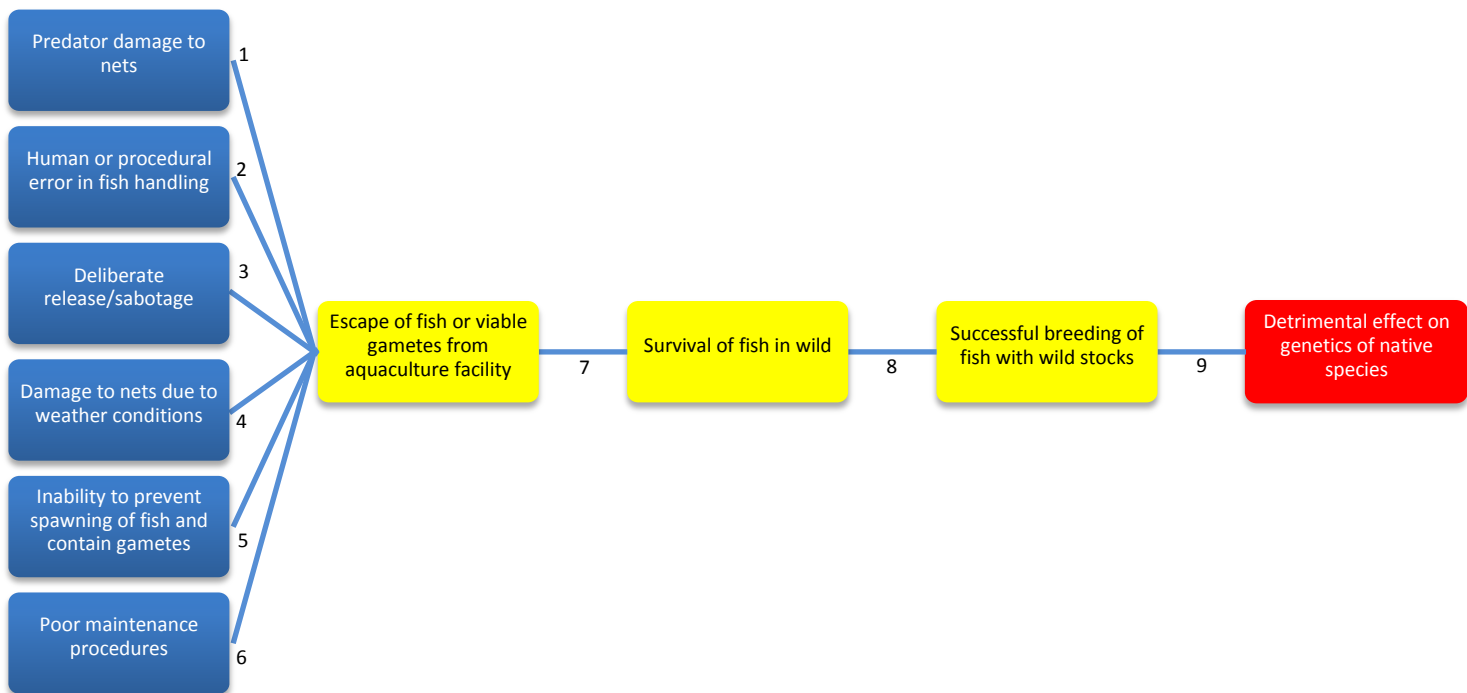 Predator damage to
nets
1
Human or procedural
error in fish handling
2
Deliberate
release/sabotage
3
Damage to nets due to
weather conditions
4
Inability to prevent
spawning of fish and
contain gametes
5
Poor maintenance
procedures
6
Escape of fish or viable
gametes from
aquaculture facility
7
Survival of fish in wild
8
Successful breeding of
fish with wild stocks
9
Detrimental effect on
genetics of native
species